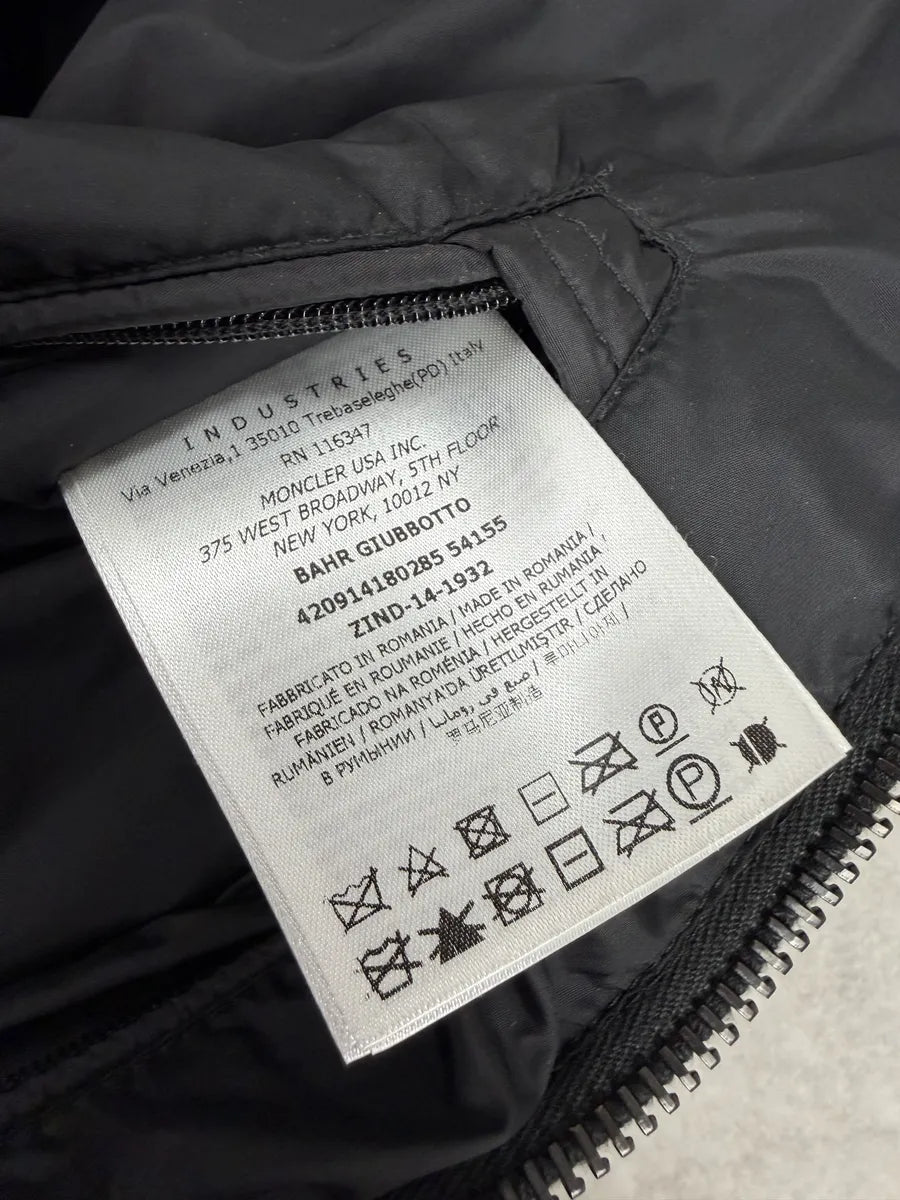 INDUSTRIES
Via Venezia,1 35010 Trebaseleghe(PD) Italy
RN 116347
MONCLER USA INC.
375 WEST BROADWAY, 5TH FLOOR
NEW YORK, 10012 NY
BAHR GIUBBOTTO
420914180285 54155
ZIND-14-1932
FABBRICATO IN ROMANIA / MADE IN ROMANIA /
FABRIQUÉ EN ROUMANIE / HECHO EN RUMANIA ,
FABRICADO NA ROMÉNIA / HERGESTELLT IN
RUMÄNIEN / ROMANYA'DA ÜRETILMIŞTIR / СДЕЛАНО
В РУМЫНИИ / صنع في رومانيا / 루마니아제 /
罗马尼亚制造
P
W
P